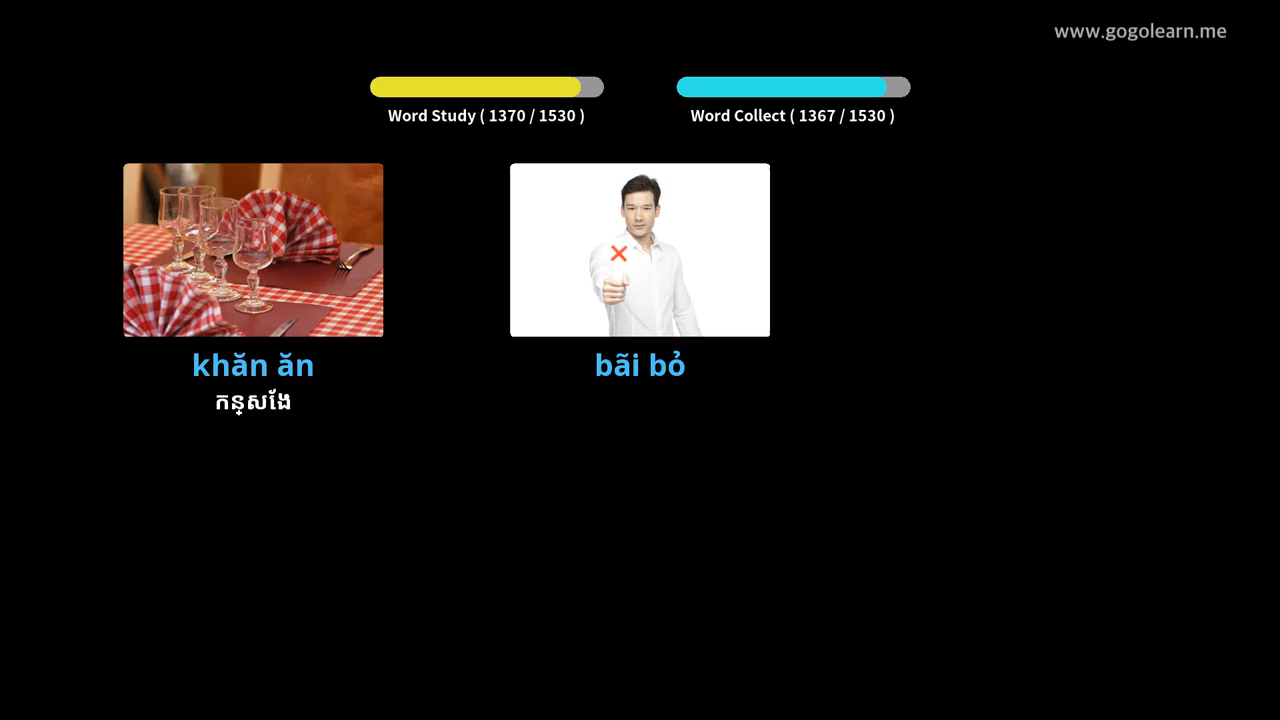 www.gogolearn.me
Word Study ( 1370 / 1530 )
Word Collect ( 1367 / 1530 )
khăn ăn
bãi bỏ
កន្សែង